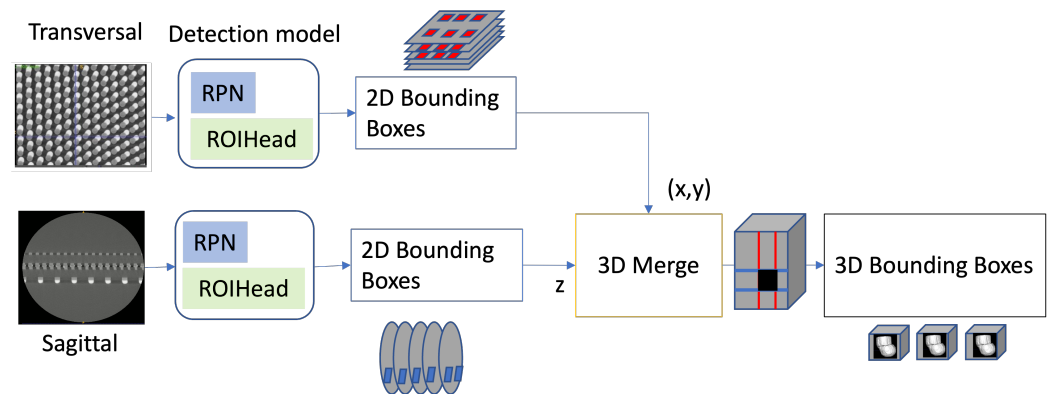 Transversal
Detection model
RPN
ROIHead
2D Bounding
Boxes
(x,y)
RPN
ROIHead
2D Bounding
Boxes
z
3D Merge
3D Bounding Boxes
Sagittal